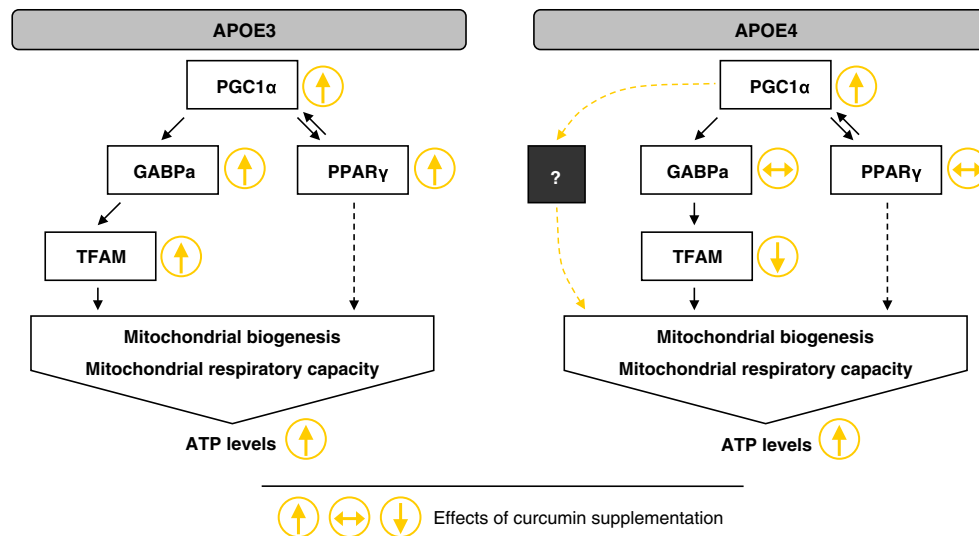 APOE3
PGC1α
GABPa
PPARγ
TFAM
Mitochondrial biogenesis
Mitochondrial respiratory capacity
ATP levels
APOE4
PGC1α
?
GABPa
PPARγ
TFAM
Mitochondrial biogenesis
Mitochondrial respiratory capacity
ATP levels
Effects of curcumin supplementation